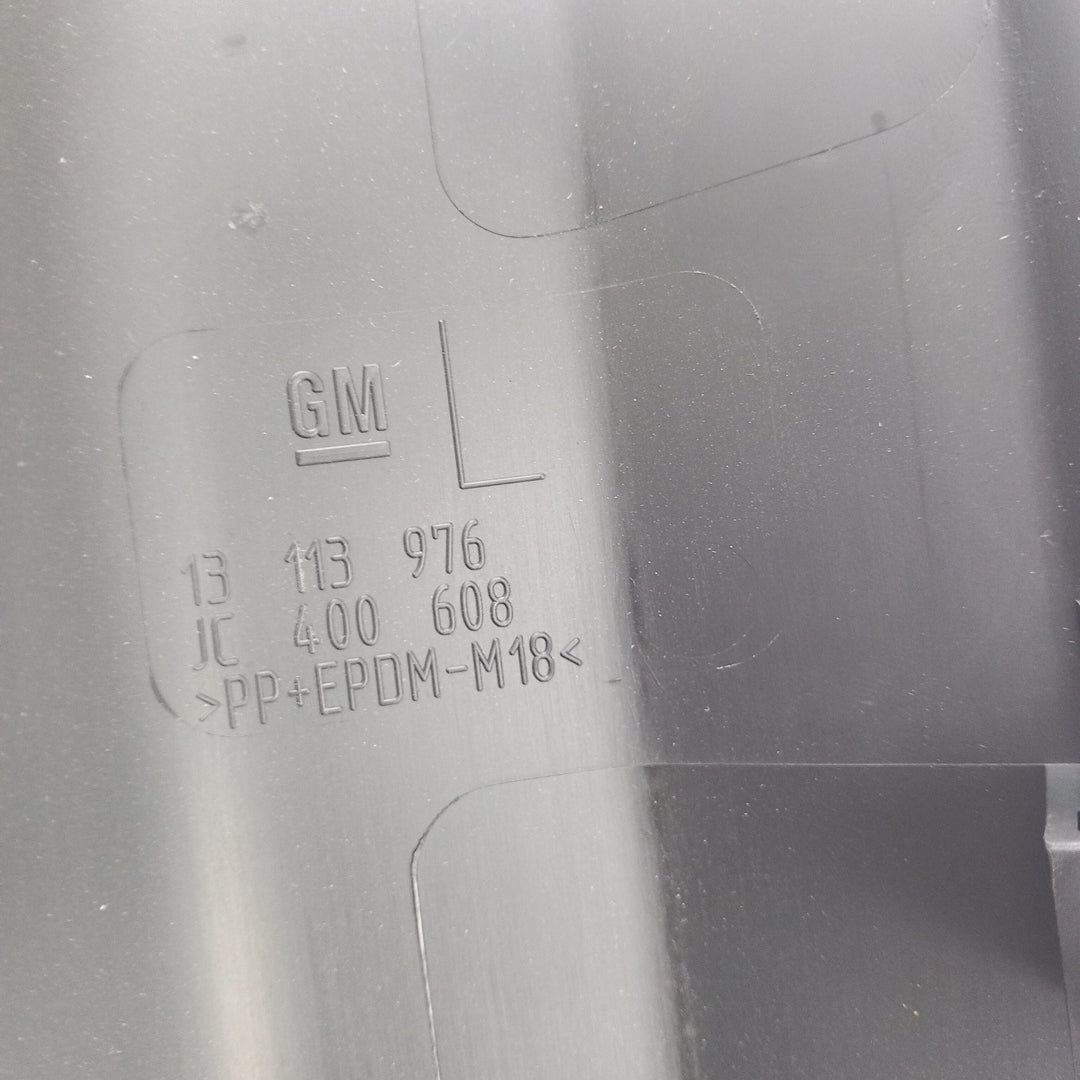 GM L
13 113 976
JC 400 608
>PP+EPDM-M18<